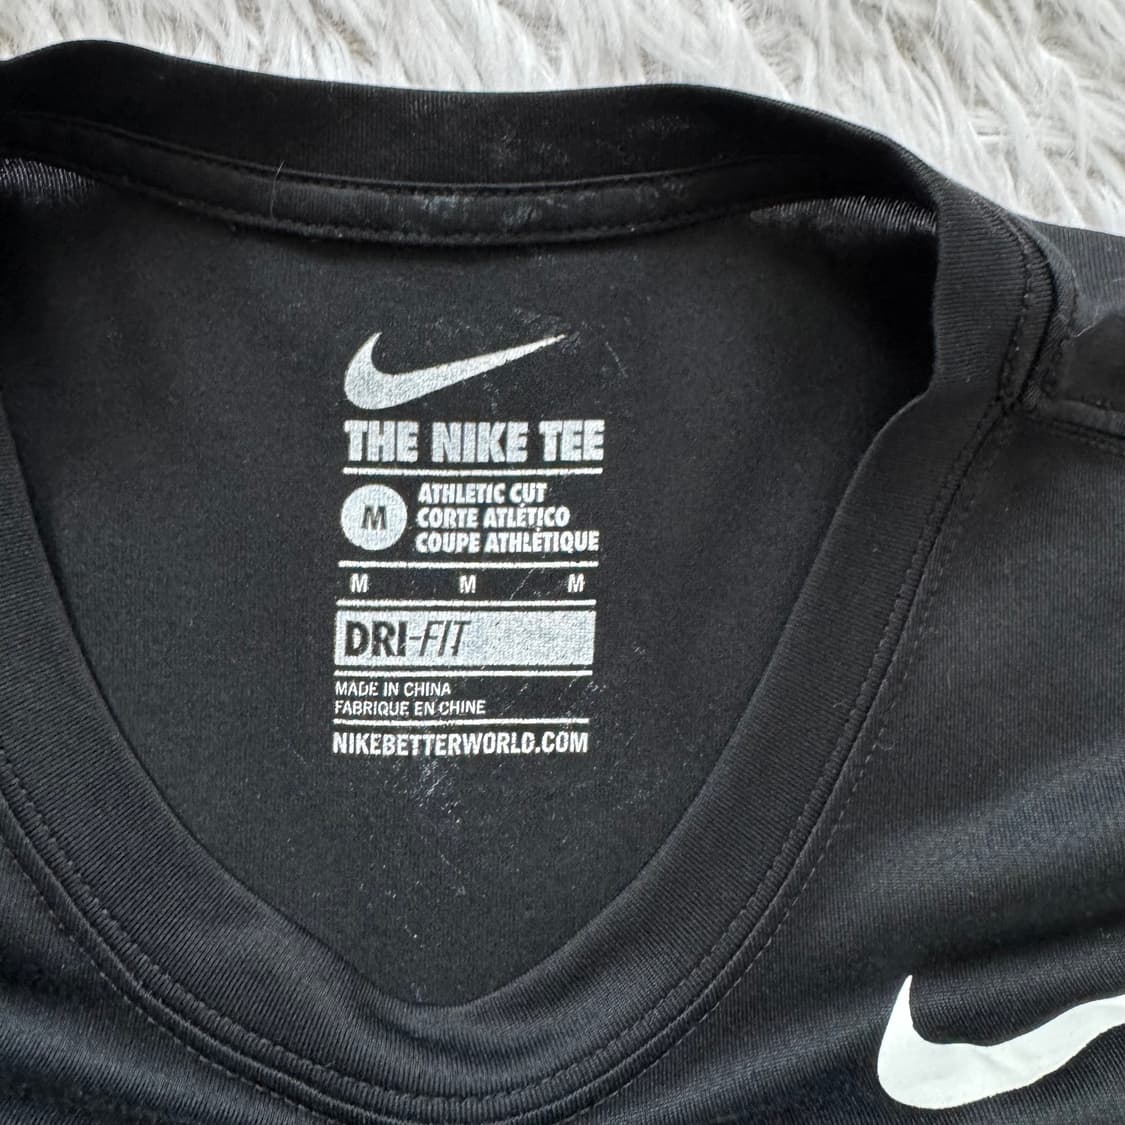 THE NIKE TEE
M
ATHLETIC CUT
CORTE ATLÉTICO
COUPE ATHLÉTIQUE
M M M
DRI-FIT
MADE IN CHINA
FABRIQUE EN CHINE
NIKEBETTERWORLD.COM